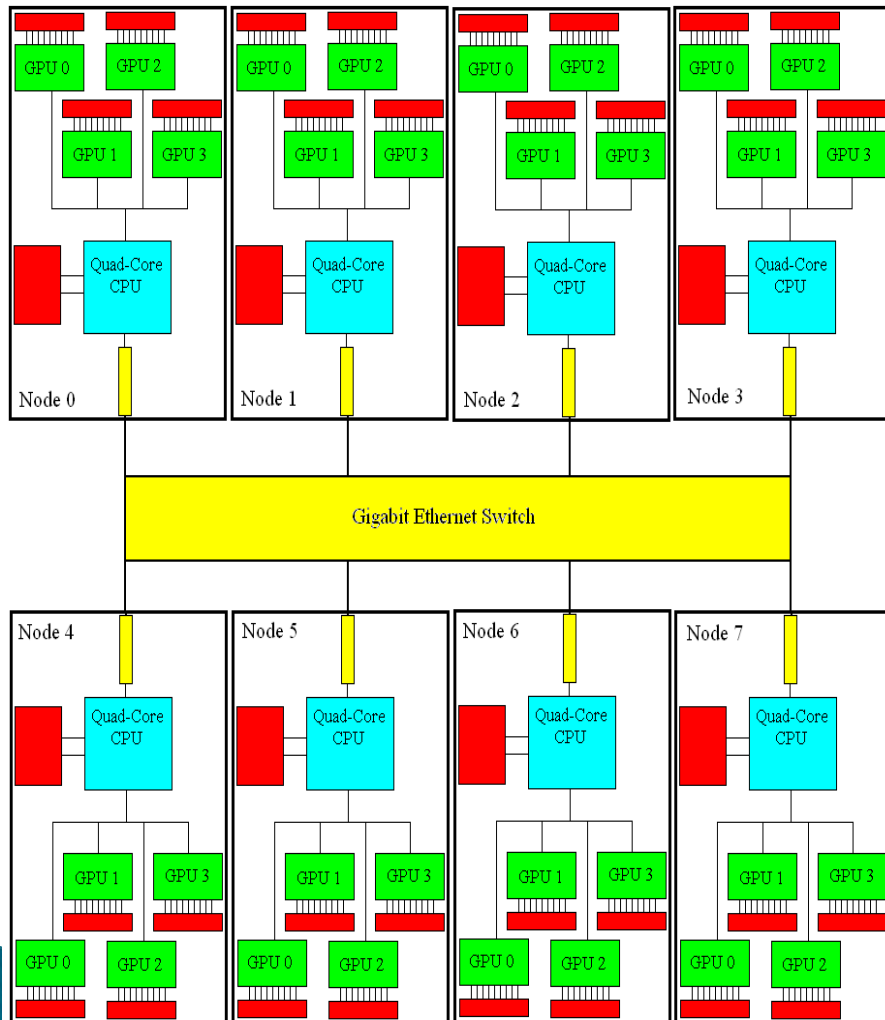 GPU 0
GPU 2
GPU 1
GPU 3
Quad-Core
CPU
Node 0
GPU 0
GPU 2
GPU 1
GPU 3
Quad-Core
CPU
Node 1
GPU 0
GPU 2
GPU 1
GPU 3
Quad-Core
CPU
Node 2
GPU 0
GPU 2
GPU 1
GPU 3
Quad-Core
CPU
Node 3
Gigabit Ethernet Switch
Node 4
Quad-Core
CPU
GPU 1
GPU 3
GPU 0
GPU 2
Node 5
Quad-Core
CPU
GPU 1
GPU 3
GPU 0
GPU 2
Node 6
Quad-Core
CPU
GPU 1
GPU 3
GPU 0
GPU 2
Node 7
Quad-Core
CPU
GPU 1
GPU 3
GPU 0
GPU 2